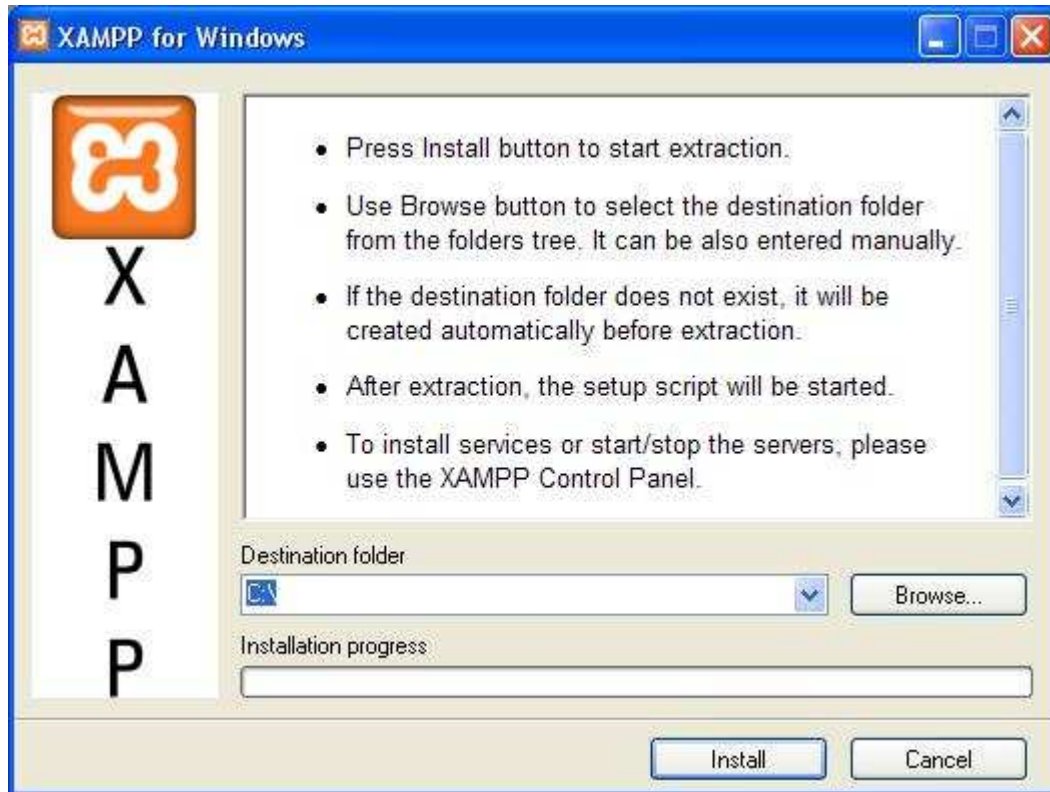 XAMPP for Windows
X
A
M
P
P
• Press Install button to start extraction.
• Use Browse button to select the destination folder
from the folders tree. It can be also entered manually.
• If the destination folder does not exist, it will be
created automatically before extraction.
• After extraction, the setup script will be started.
• To install services or start/stop the servers, please
use the XAMPP Control Panel.
Destination folder
C:\
Browse...
Installation progress
Install
Cancel